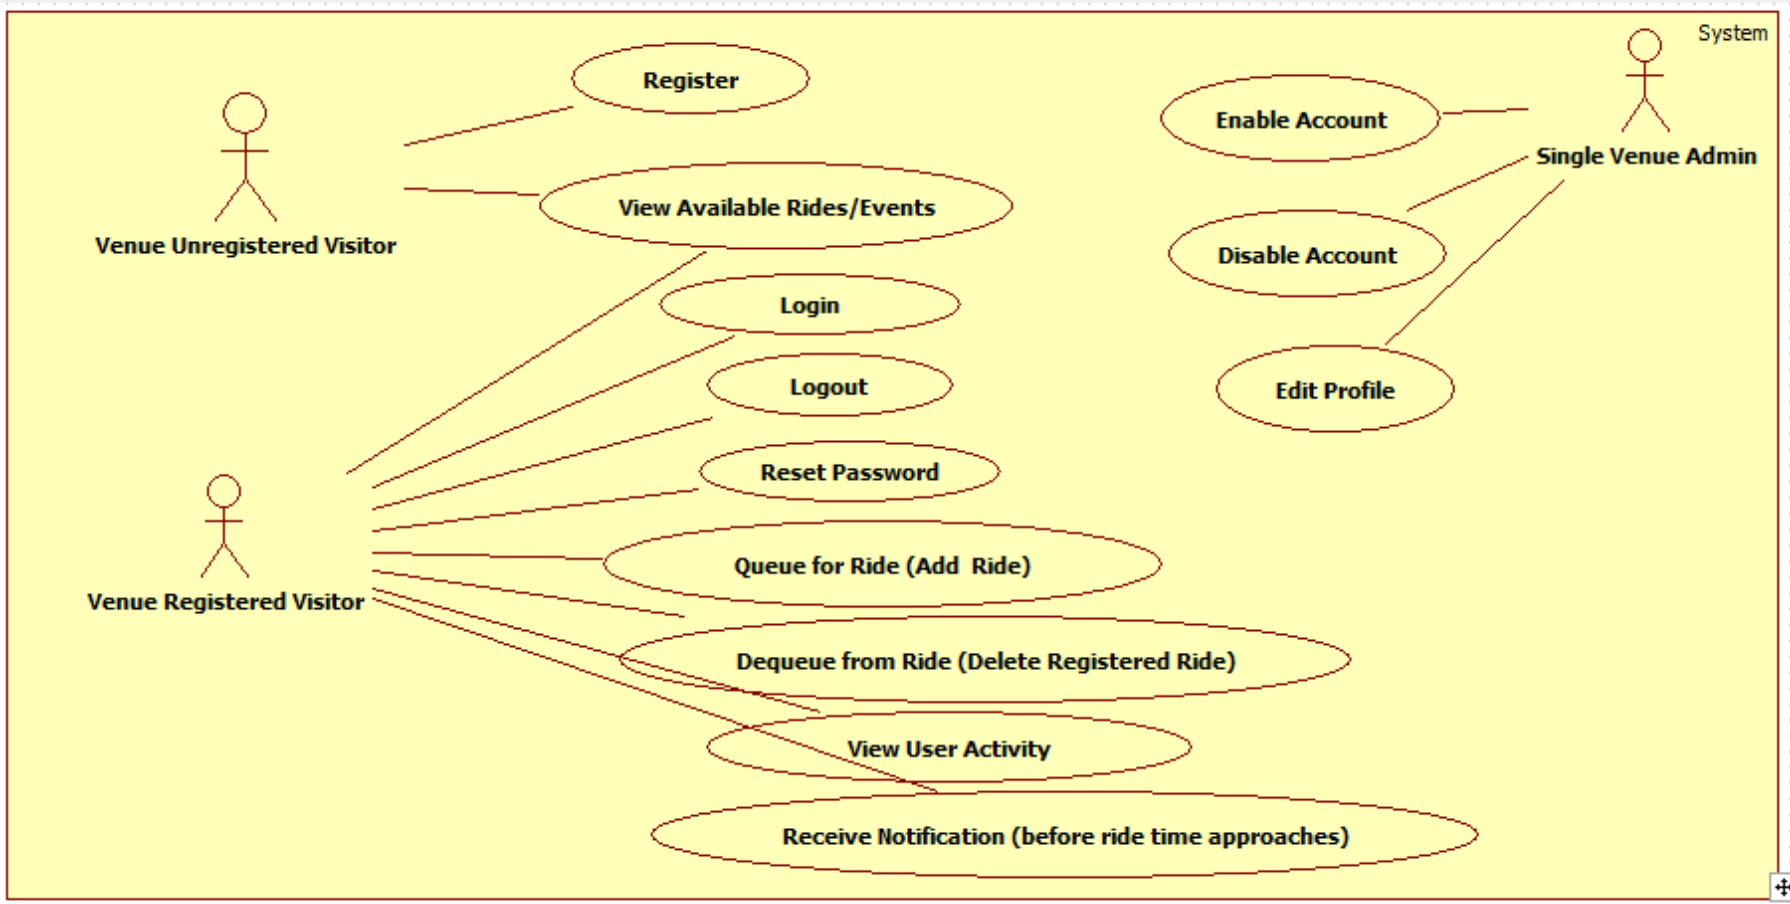 System
Register
Enable Account
Single Venue Admin
View Available Rides/Events
Venue Unregistered Visitor
Disable Account
Login
Logout
Edit Profile
Reset Password
Queue for Ride (Add  Ride)
Venue Registered Visitor
Dequeue from Ride (Delete Registered Ride)
View User Activity
Receive Notification (before ride time approaches)